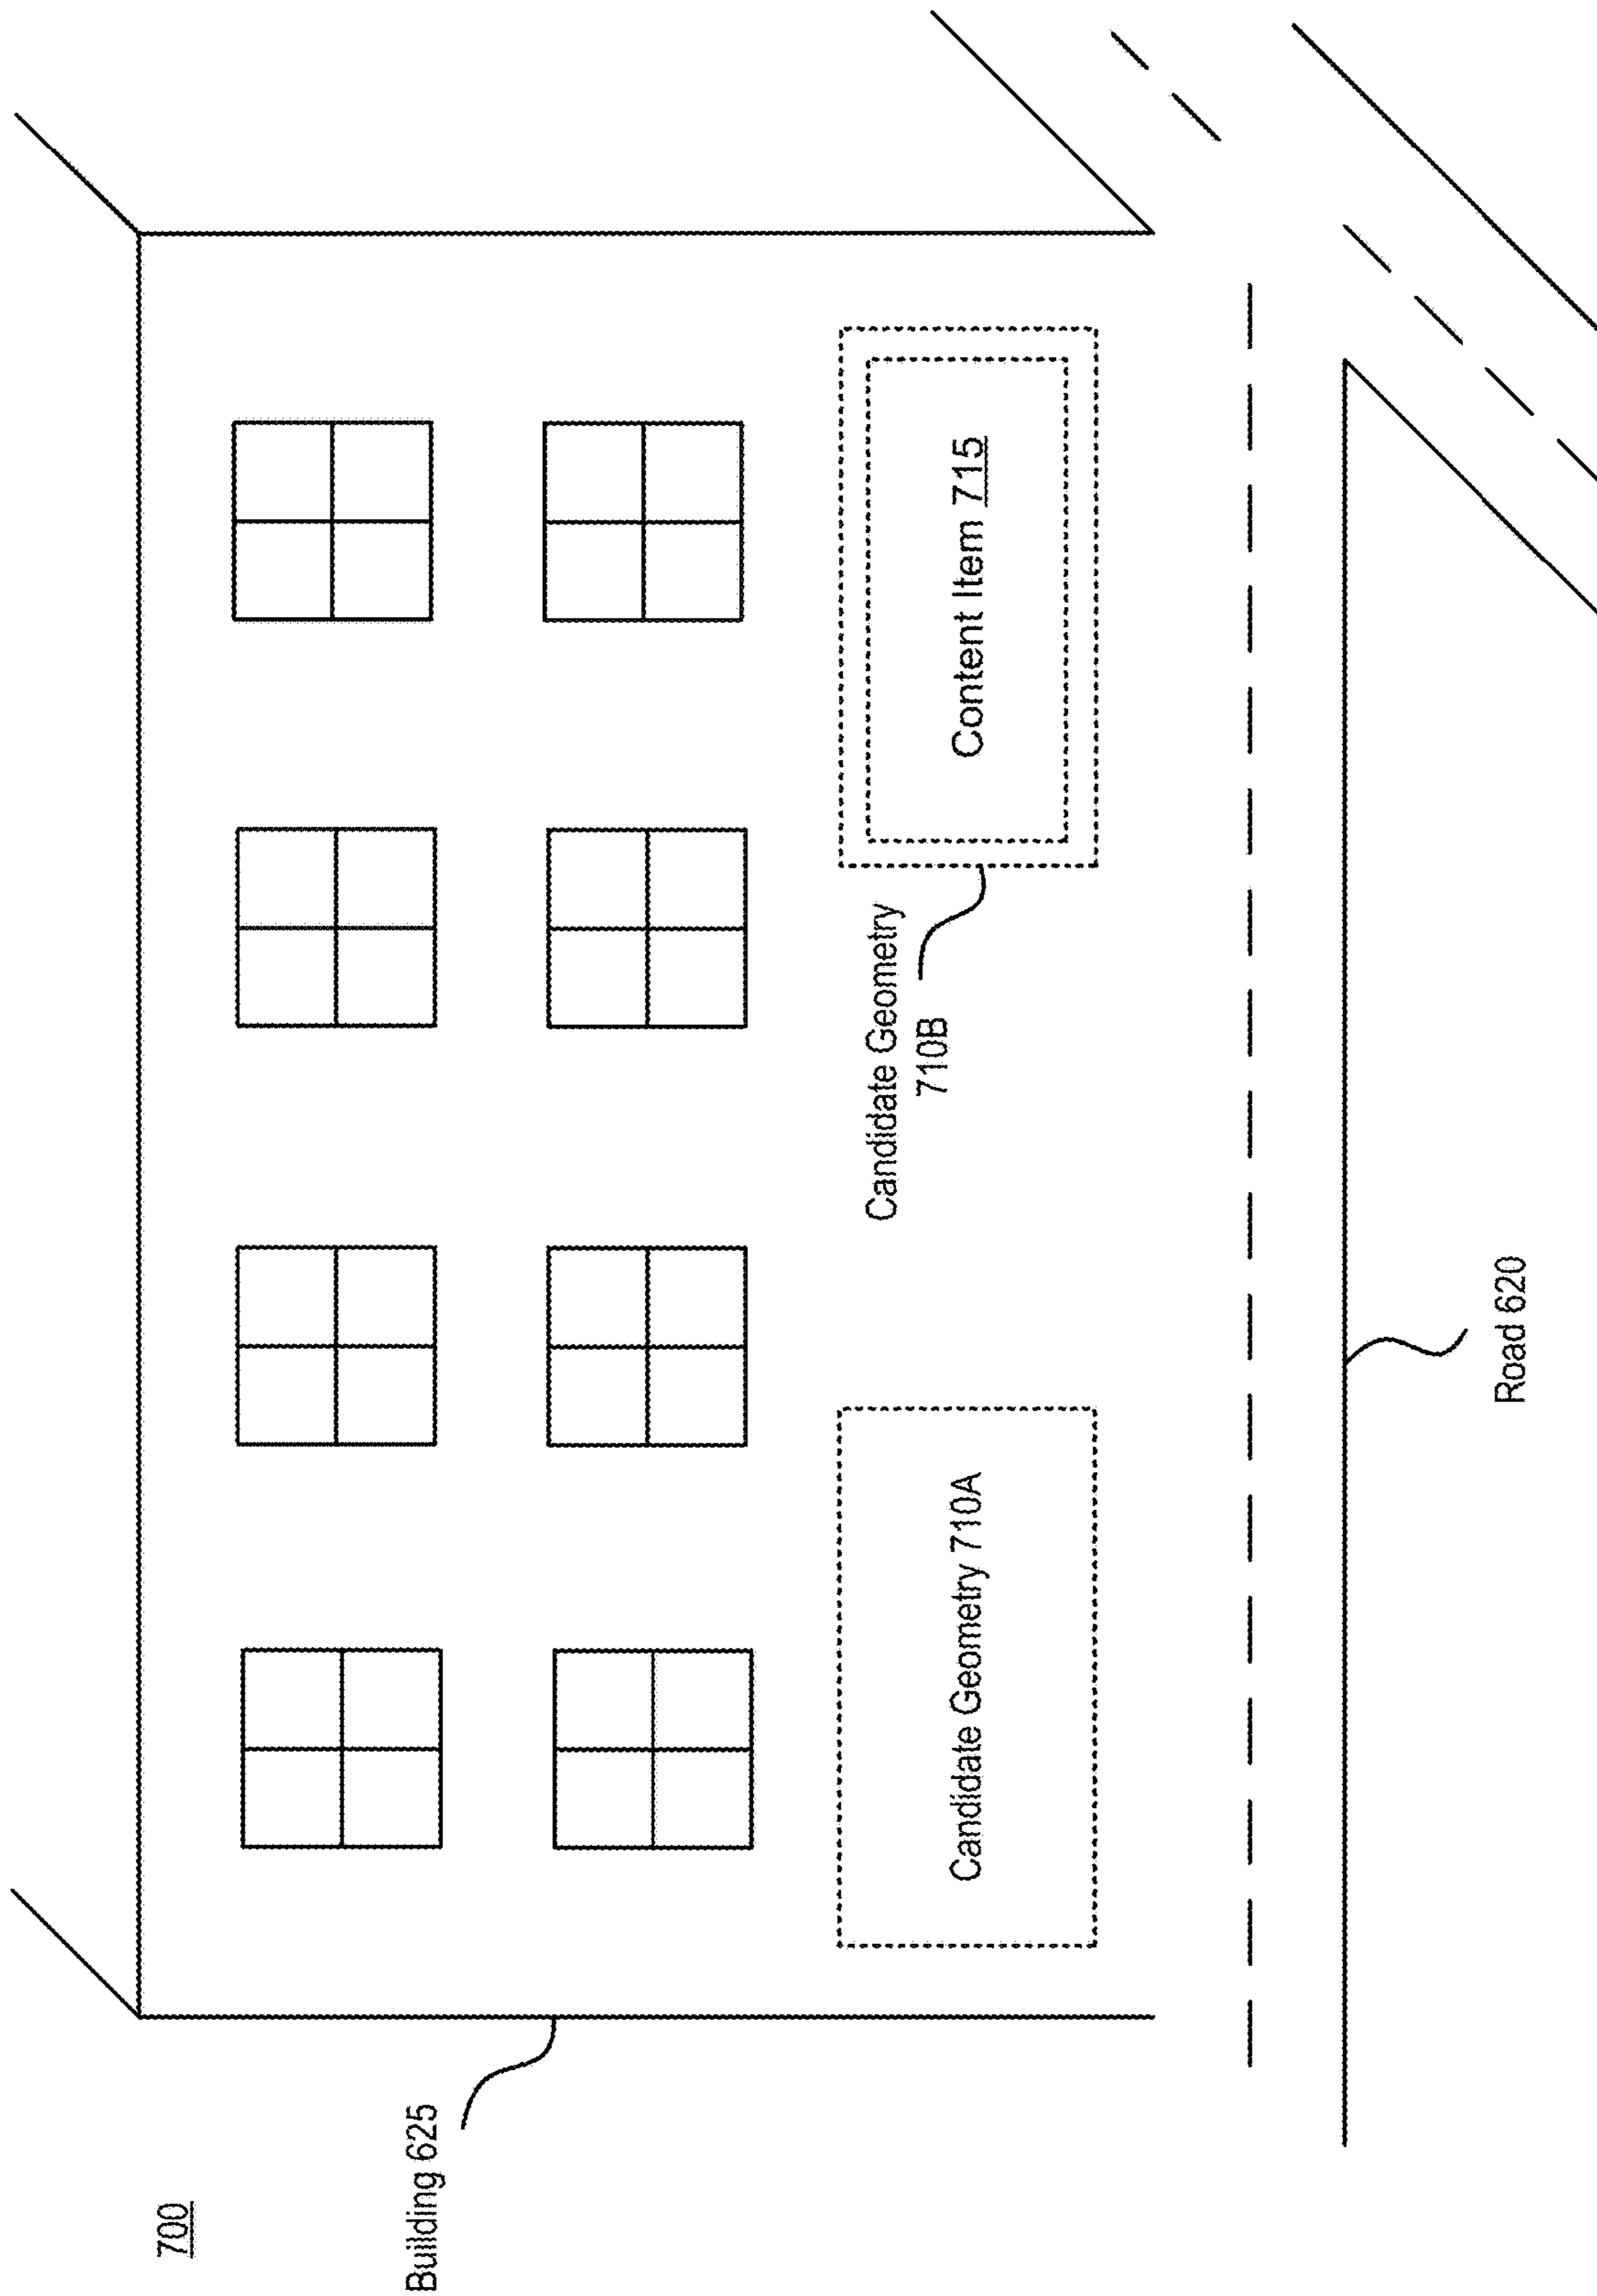 700
Building 625
Candidate Geometry 710A
Candidate Geometry
710B
Content Item 715
Road 620